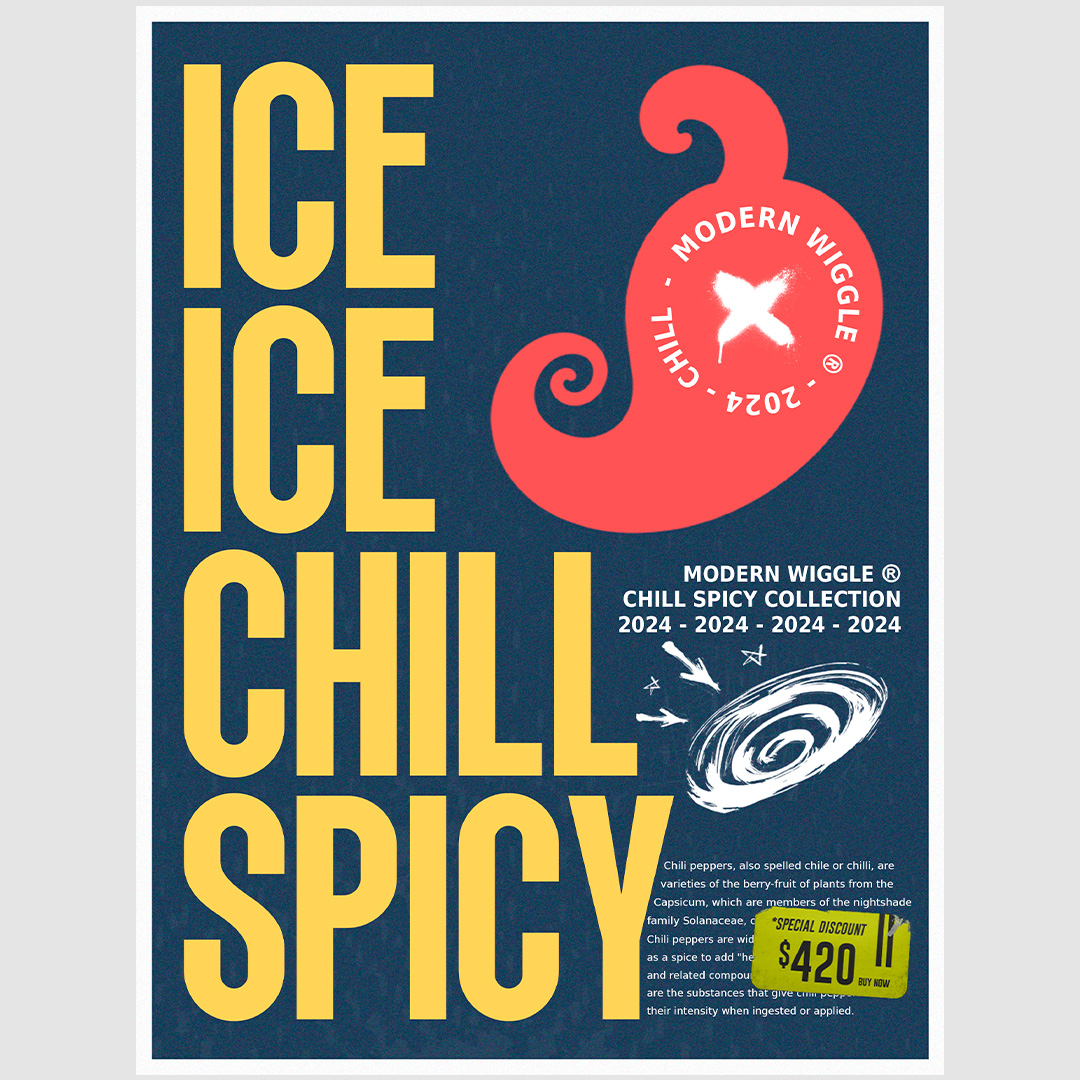 ICE
ICE
CHILL
SPICY
MODERN WIGGLE ® - 2024 - CHILL -
MODERN WIGGLE ®
CHILL SPICY COLLECTION
2024 - 2024 - 2024 - 2024
Chili peppers, also spelled chile or chilli, are
varieties of the berry-fruit of plants from the
Capsicum, which are members of the nightshade
family Solanaceae,
Chili peppers are
as a spice to add
and related
are the substances that give chili
their intensity when ingested or applied.
*SPECIAL DISCOUNT
$420
BUY NOW